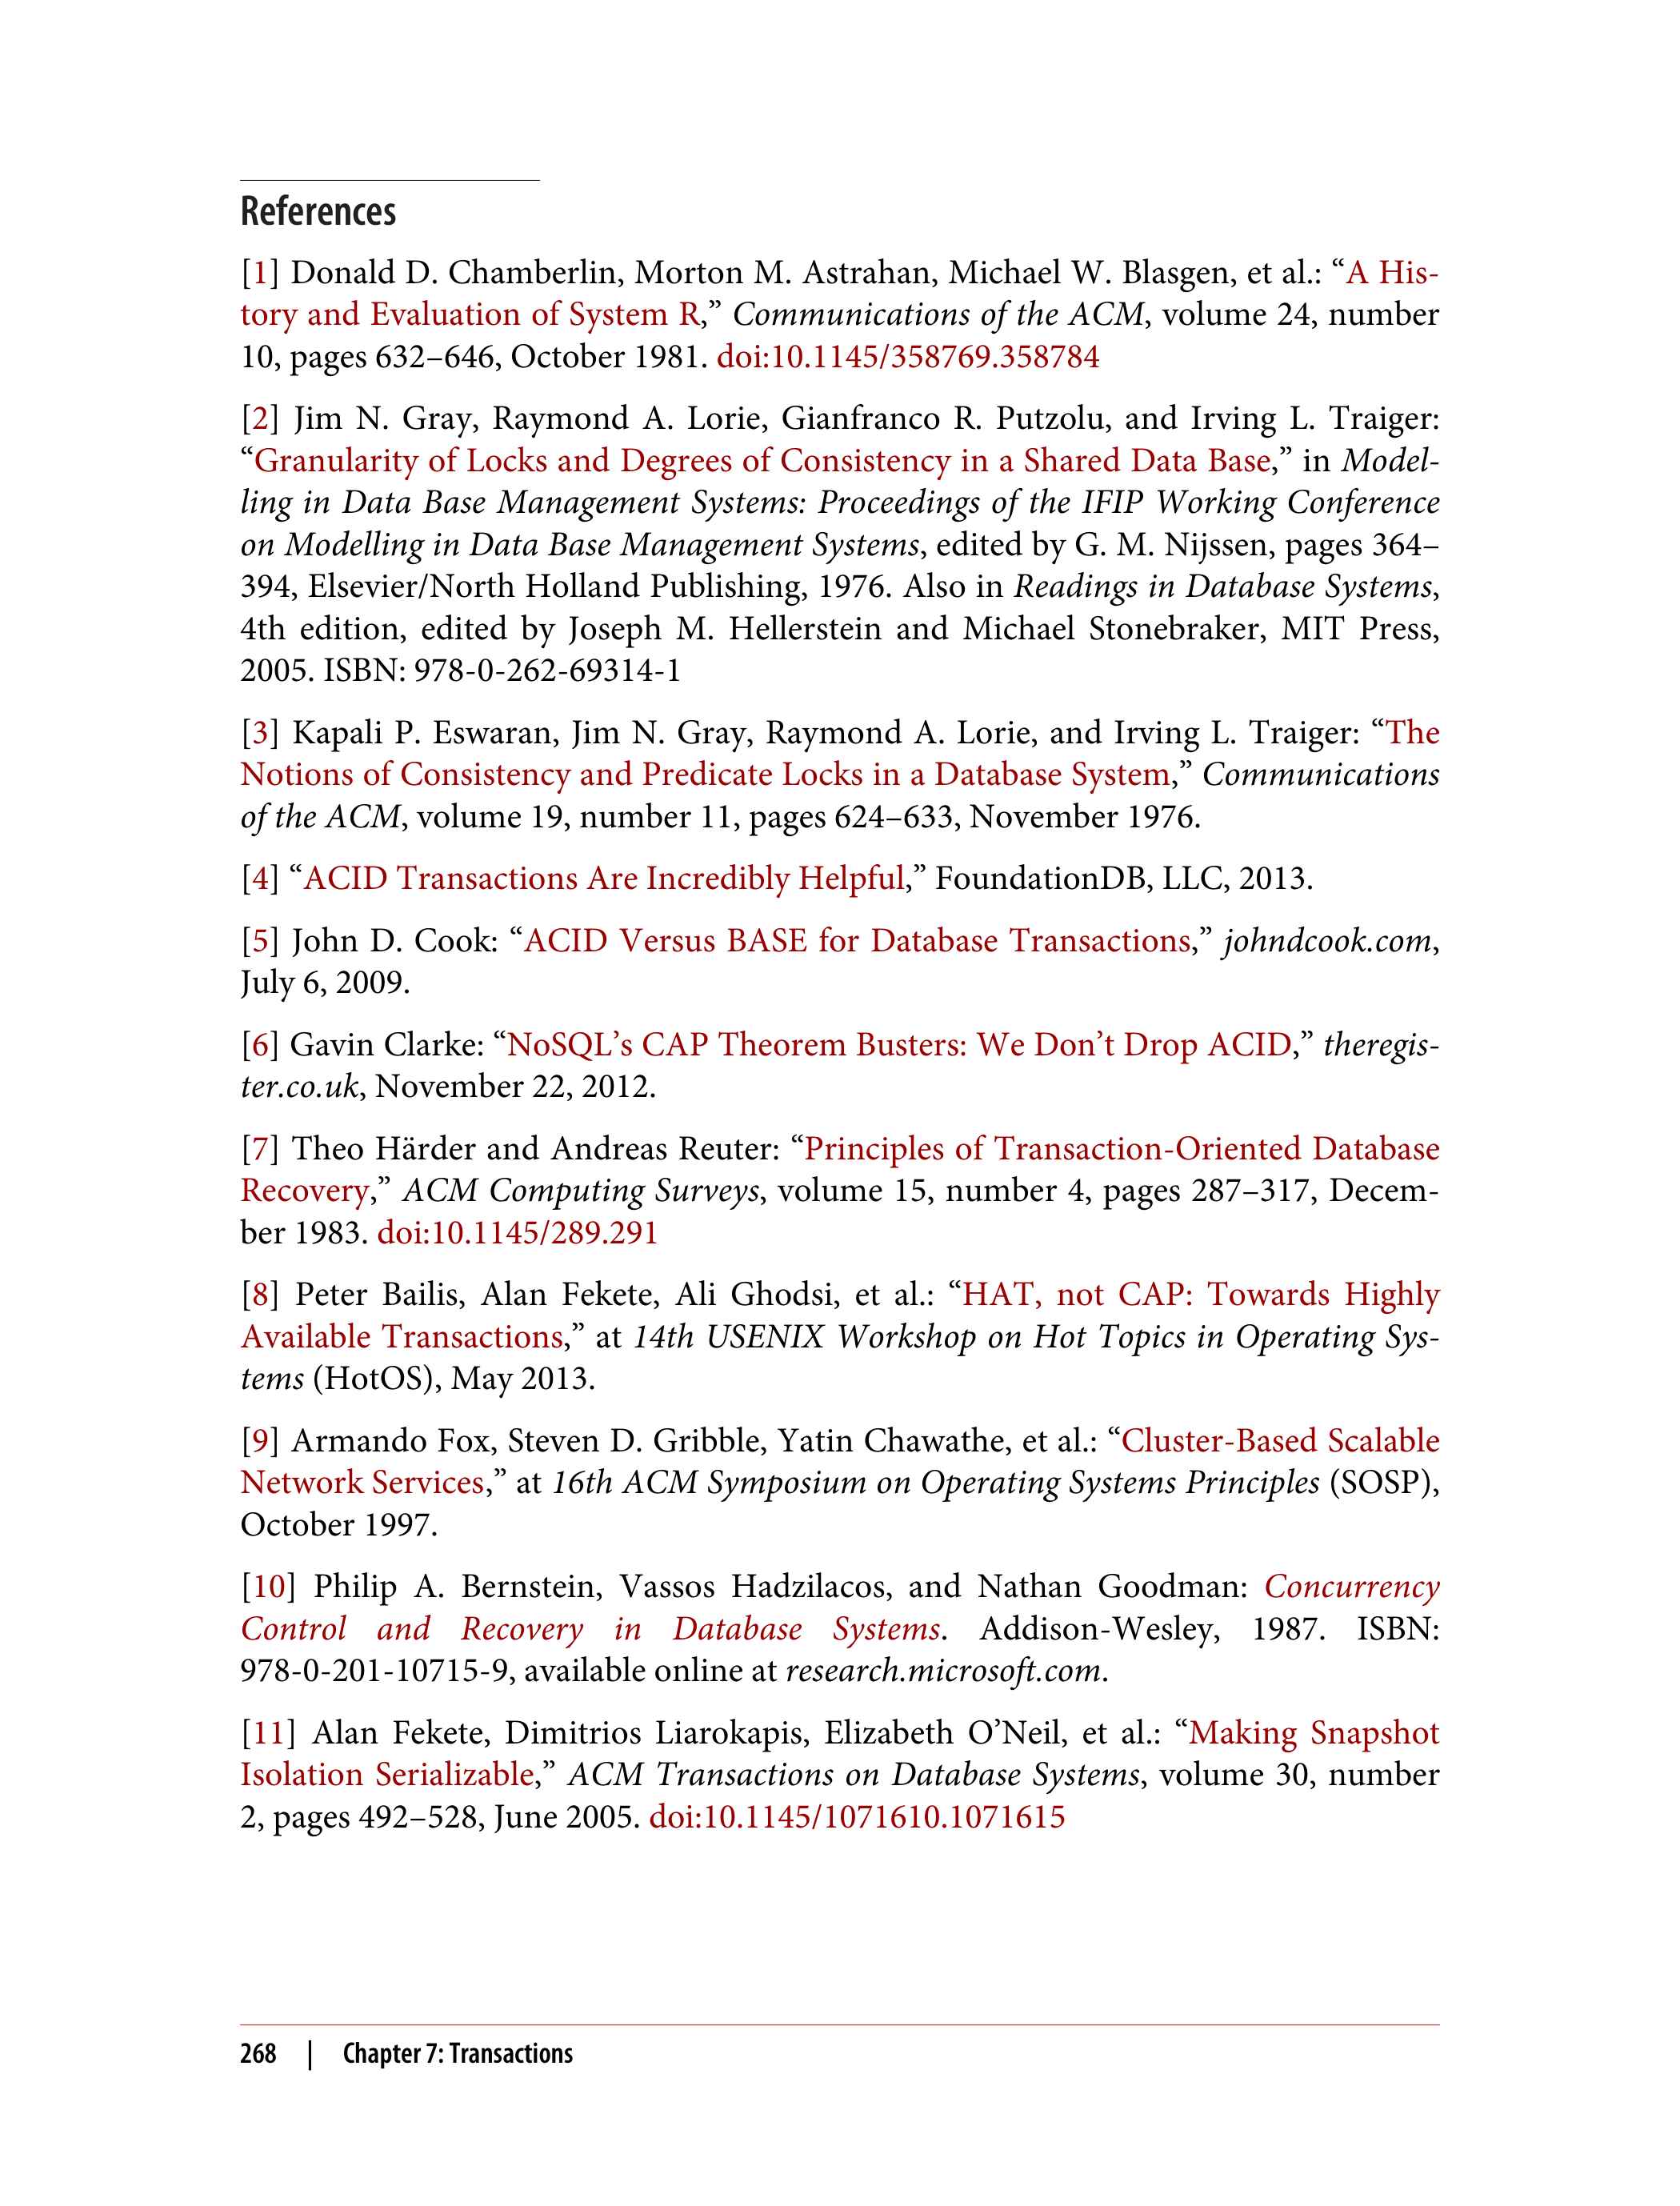 References
[1] Donald D. Chamberlin, Morton M. Astrahan, Michael W. Blasgen, et al.: “A His-
tory and Evaluation of System R,” Communications of the ACM, volume 24, number
10, pages 632–646, October 1981. doi:10.1145/358769.358784
[2] Jim N. Gray, Raymond A. Lorie, Gianfranco R. Putzolu, and Irving L. Traiger:
“Granularity of Locks and Degrees of Consistency in a Shared Data Base,” in Model-
ling in Data Base Management Systems: Proceedings of the IFIP Working Conference
on Modelling in Data Base Management Systems, edited by G. M. Nijssen, pages 364–
394, Elsevier/North Holland Publishing, 1976. Also in Readings in Database Systems,
4th edition, edited by Joseph M. Hellerstein and Michael Stonebraker, MIT Press,
2005. ISBN: 978-0-262-69314-1
[3] Kapali P. Eswaran, Jim N. Gray, Raymond A. Lorie, and Irving L. Traiger: “The
Notions of Consistency and Predicate Locks in a Database System,” Communications
of the ACM, volume 19, number 11, pages 624–633, November 1976.
[4] “ACID Transactions Are Incredibly Helpful,” FoundationDB, LLC, 2013.
[5] John D. Cook: “ACID Versus BASE for Database Transactions,” johndcook.com,
July 6, 2009.
[6] Gavin Clarke: “NoSQL’s CAP Theorem Busters: We Don’t Drop ACID,” theregis-
ter.co.uk, November 22, 2012.
[7] Theo Härder and Andreas Reuter: “Principles of Transaction-Oriented Database
Recovery,” ACM Computing Surveys, volume 15, number 4, pages 287–317, Decem-
ber 1983. doi:10.1145/289.291
[8] Peter Bailis, Alan Fekete, Ali Ghodsi, et al.: “HAT, not CAP: Towards Highly
Available Transactions,” at 14th USENIX Workshop on Hot Topics in Operating Sys-
tems (HotOS), May 2013.
[9] Armando Fox, Steven D. Gribble, Yatin Chawathe, et al.: “Cluster-Based Scalable
Network Services,” at 16th ACM Symposium on Operating Systems Principles (SOSP),
October 1997.
[10] Philip A. Bernstein, Vassos Hadzilacos, and Nathan Goodman: Concurrency
Control and Recovery in Database Systems. Addison-Wesley, 1987. ISBN:
978-0-201-10715-9, available online at research.microsoft.com.
[11] Alan Fekete, Dimitrios Liarokapis, Elizabeth O’Neil, et al.: “Making Snapshot
Isolation Serializable,” ACM Transactions on Database Systems, volume 30, number
2, pages 492–528, June 2005. doi:10.1145/1071610.1071615
268 | Chapter 7: Transactions